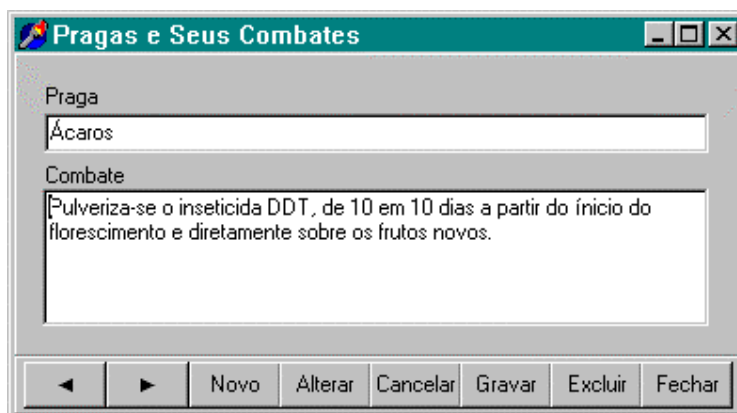 Pragas e Seus Combates
Praga
Ácaros
Combate
Pulveriza-se o inseticida DDT, de 10 em 10 dias a partir do ínicio do
florescimento e diretamente sobre os frutos novos.
Novo Alterar Cancelar Gravar Excluir Fechar